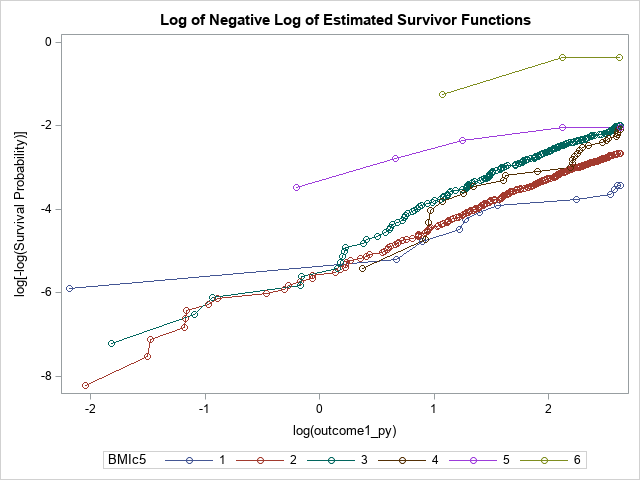 Log of Negative Log of Estimated Survivor Functions
log[-log(Survival Probability)]
0
-2
-4
-6
-8
-2 -1 0 1 2
log(outcome1_py)
BMIc5 1 2 3 4 5 6